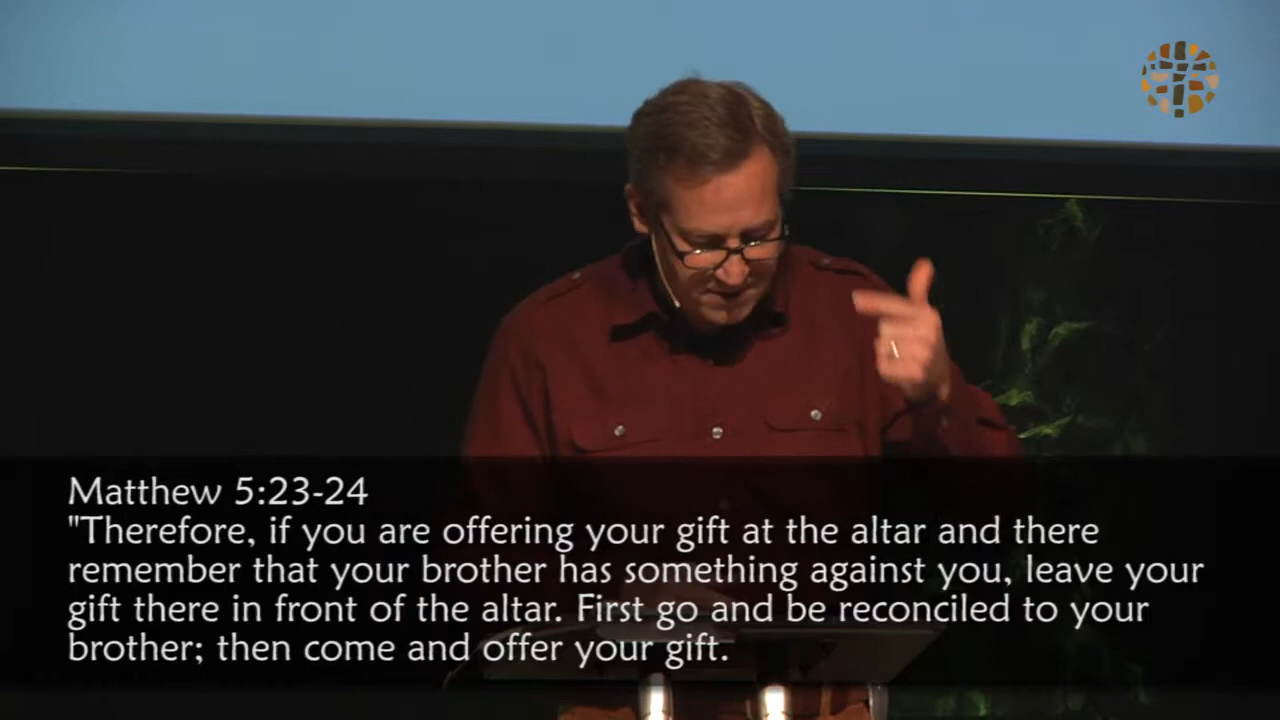 Matthew 5:23-24
"Therefore, if you are offering your gift at the altar and there
remember that your brother has something against you, leave your
gift there in front of the altar. First go and be reconciled to your
brother; then come and offer your gift.